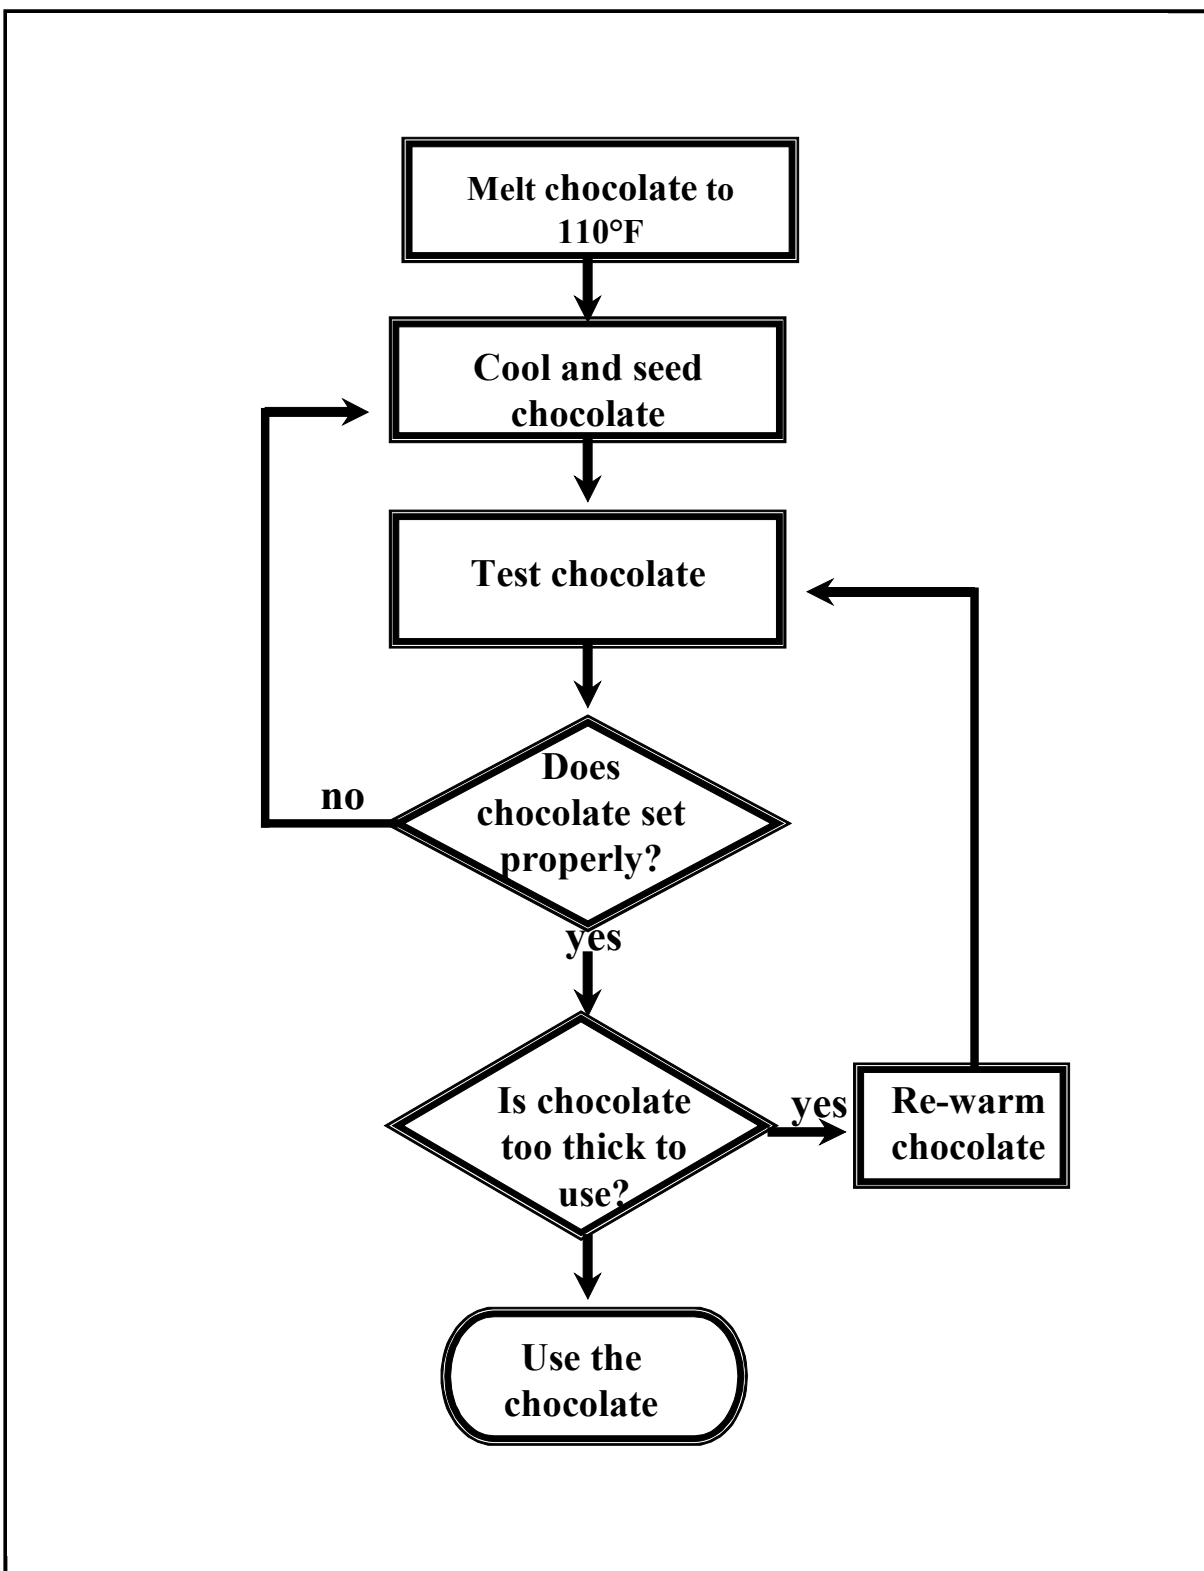 Melt chocolate to
110°F
Cool and seed
chocolate
Test chocolate
Does
chocolate set
properly?
no
yes
Is chocolate
too thick to
use?
yes
Re-warm
chocolate
Use the
chocolate